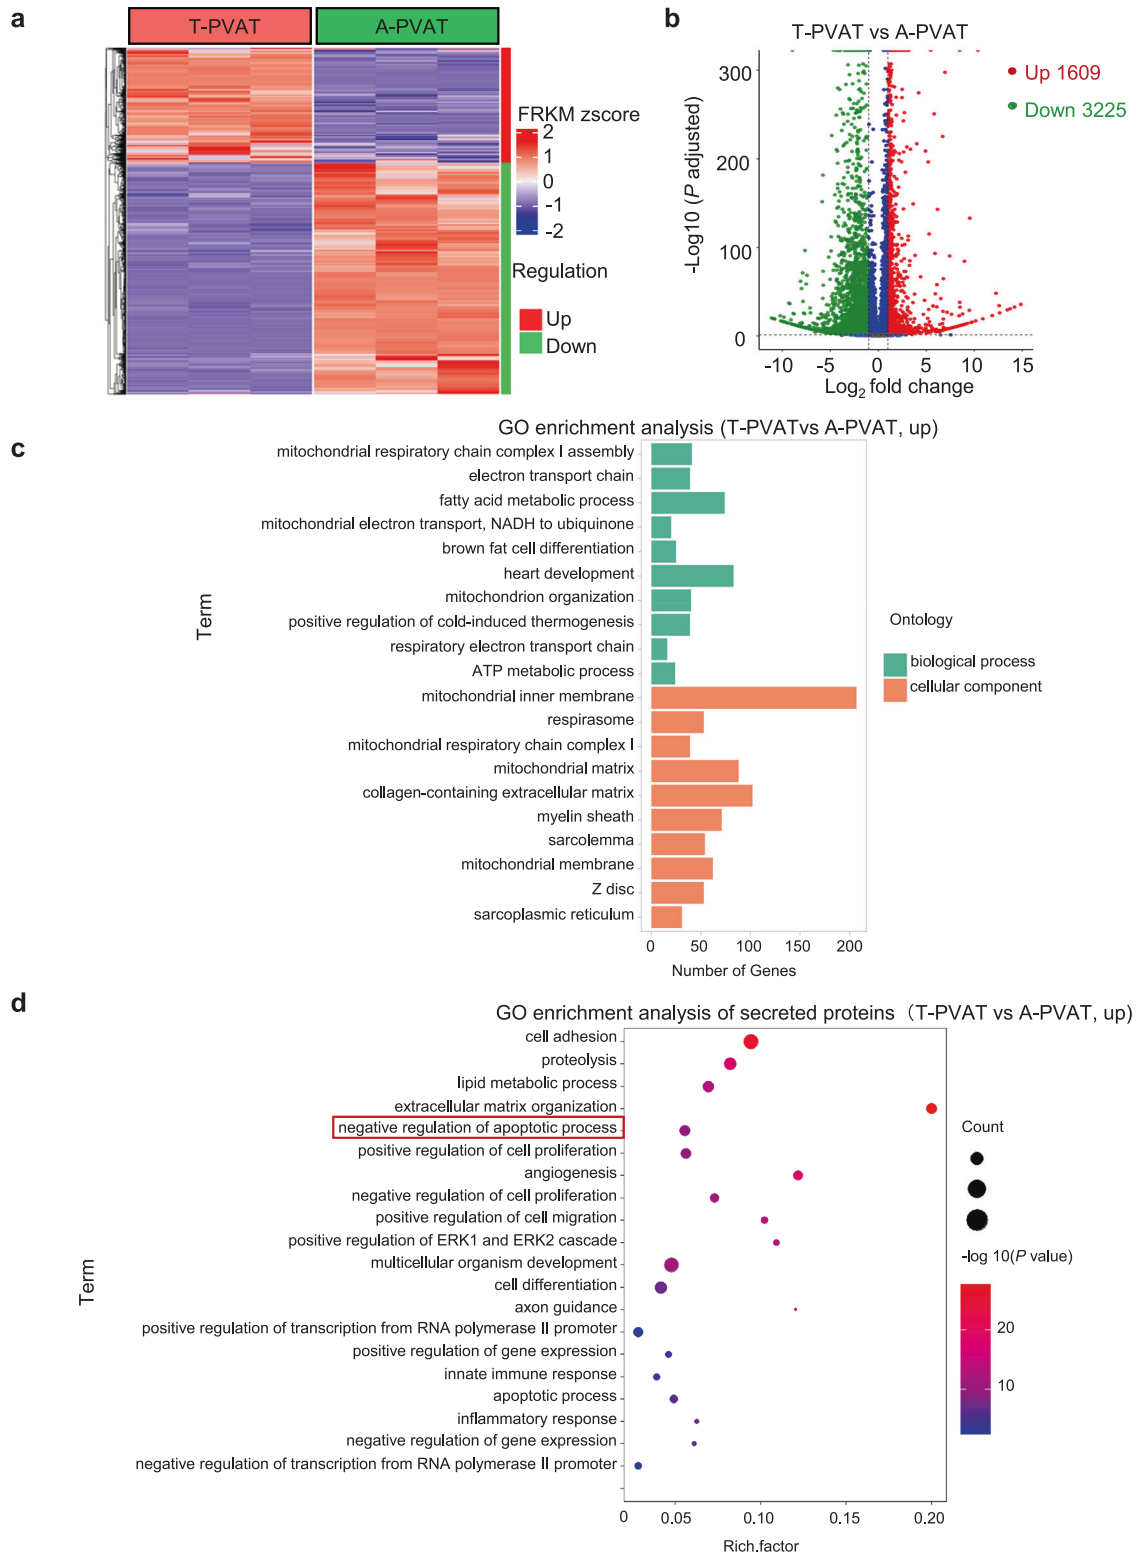 a
T-PVAT
A-PVAT
FRKM zscore
2
1
0
-1
-2
Regulation
Up
Down
b
T-PVAT vs A-PVAT
Up 1609
Down 3225
-Log10 (P adjusted)
300
200
100
0
-10
-5
0
5
10
15
Log2 fold change
c
GO enrichment analysis (T-PVATvs A-PVAT, up)
Term
mitochondrial respiratory chain complex I assembly
electron transport chain
fatty acid metabolic process
mitochondrial electron transport, NADH to ubiquinone
brown fat cell differentiation
heart development
mitochondrion organization
positive regulation of cold-induced thermogenesis
respiratory electron transport chain
ATP metabolic process
mitochondrial inner membrane
respirasome
mitochondrial respiratory chain complex I
mitochondrial matrix
collagen-containing extracellular matrix
myelin sheath
sarcolemma
mitochondrial membrane
Z disc
sarcoplasmic reticulum
0
50
100
150
200
Number of Genes
Ontology
biological process
cellular component
d
GO enrichment analysis of secreted proteins（T-PVAT vs A-PVAT, up)
Term
cell adhesion
proteolysis
lipid metabolic process
extracellular matrix organization
negative regulation of apoptotic process
positive regulation of cell proliferation
angiogenesis
negative regulation of cell proliferation
positive regulation of cell migration
positive regulation of ERK1 and ERK2 cascade
multicellular organism development
cell differentiation
axon guidance
positive regulation of transcription from RNA polymerase II promoter
positive regulation of gene expression
innate immune response
apoptotic process
inflammatory response
negative regulation of gene expression
negative regulation of transcription from RNA polymerase II promoter
0
0.05
0.10
0.15
0.20
Rich.factor
Count
-log 10(P value)
20
10